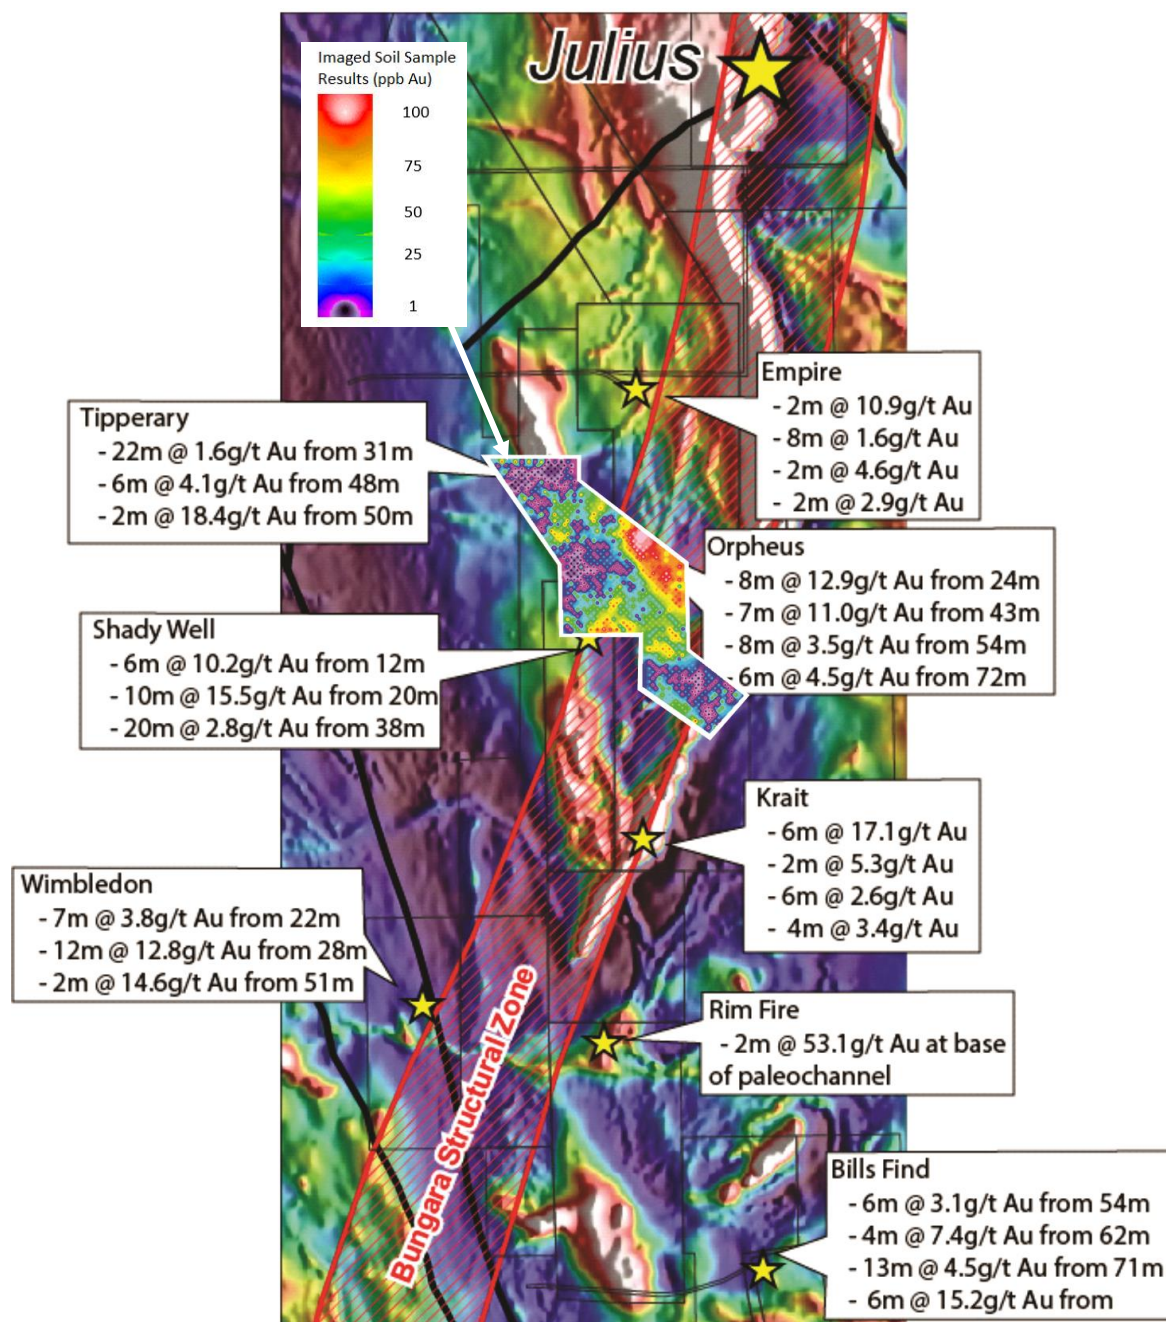 Julius
Imaged Soil Sample
Results (ppb Au)
100
75
50
25
1
Empire
- 2m @ 10.9g/t Au
- 8m @ 1.6g/t Au
- 2m @ 4.6g/t Au
- 2m @ 2.9g/t Au
Tipperary
- 22m @ 1.6g/t Au from 31m
- 6m @ 4.1g/t Au from 48m
- 2m @ 18.4g/t Au from 50m
Orpheus
- 8m @ 12.9g/t Au from 24m
- 7m @ 11.0g/t Au from 43m
- 8m @ 3.5g/t Au from 54m
- 6m @ 4.5g/t Au from 72m
Shady Well
- 6m @ 10.2g/t Au from 12m
- 10m @ 15.5g/t Au from 20m
- 20m @ 2.8g/t Au from 38m
Krait
- 6m @ 17.1g/t Au
- 2m @ 5.3g/t Au
- 6m @ 2.6g/t Au
- 4m @ 3.4g/t Au
Wimbledon
- 7m @ 3.8g/t Au from 22m
- 12m @ 12.8g/t Au from 28m
- 2m @ 14.6g/t Au from 51m
Bungara Structural Zone
Rim Fire
- 2m @ 53.1g/t Au at base
of paleochannel
Bills Find
- 6m @ 3.1g/t Au from 54m
- 4m @ 7.4g/t Au from 62m
- 13m @ 4.5g/t Au from 71m
- 6m @ 15.2g/t Au from